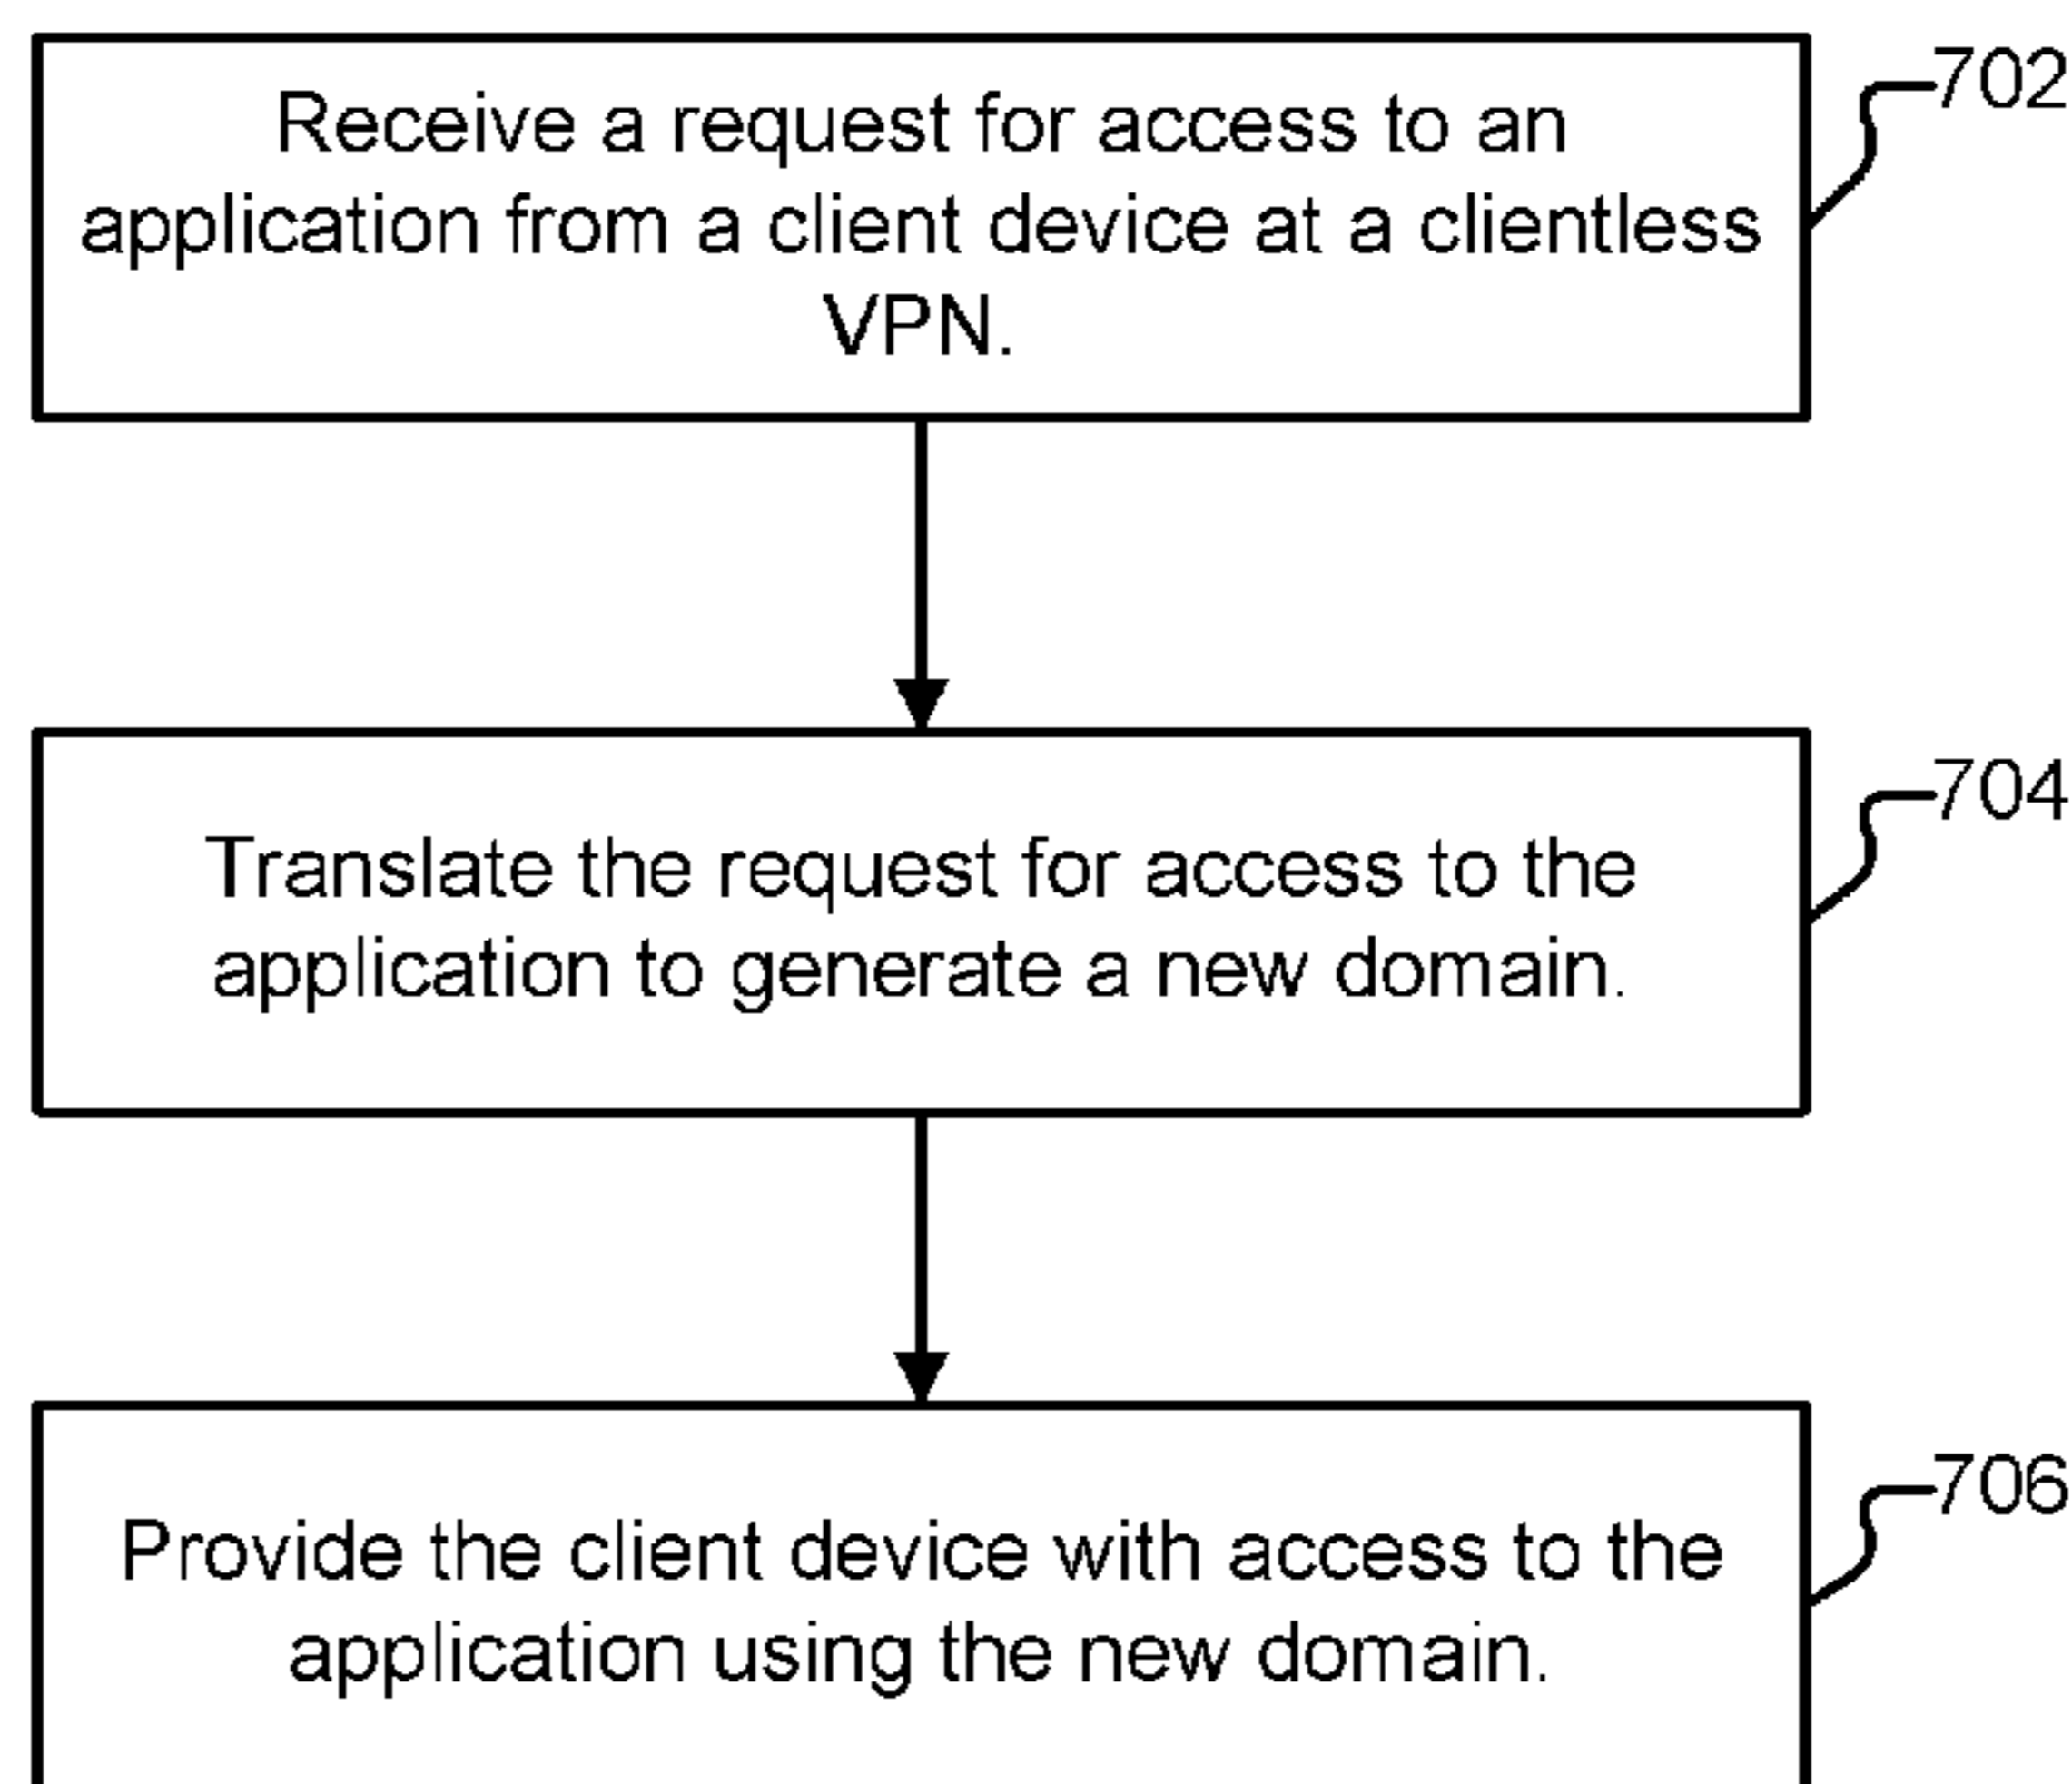 Receive a request for access to an
application from a client device at a clientless
VPN.
702
Translate the request for access to the
application to generate a new domain.
704
Provide the client device with access to the
application using the new domain.
706